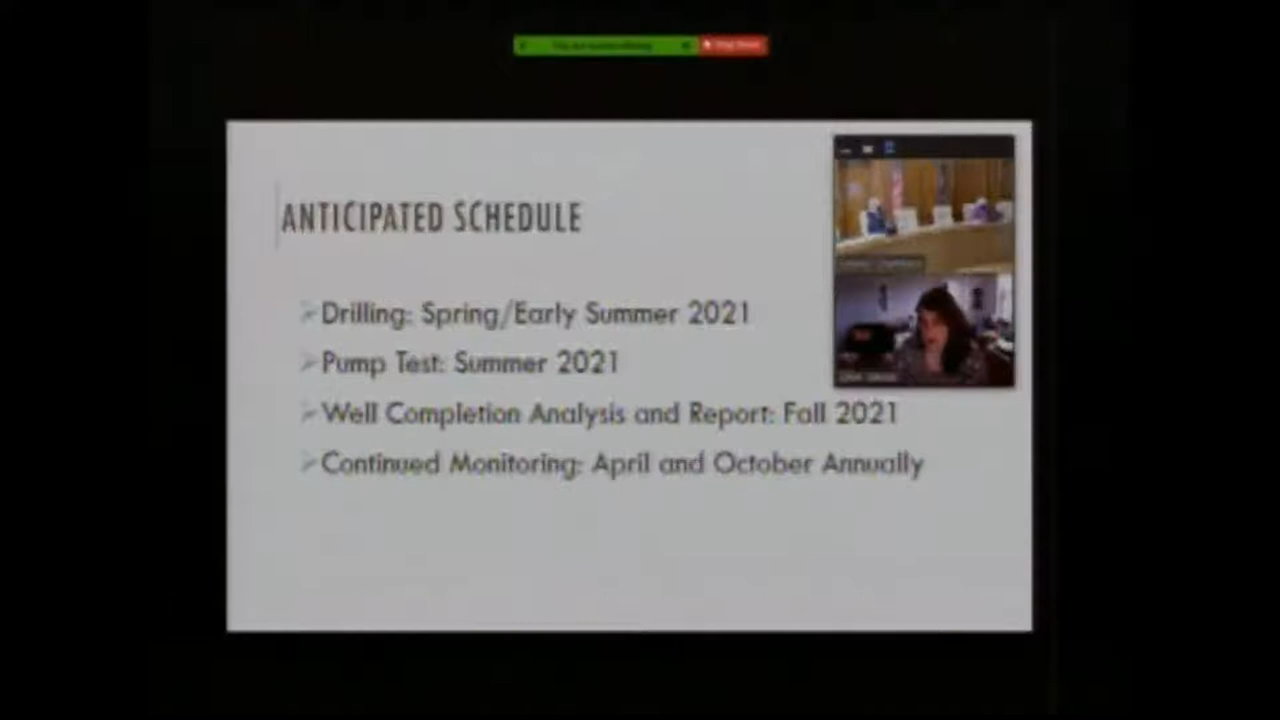 ANTICIPATED SCHEDULE
Drilling: Spring/Early Summer 2021
Pump Test: Summer 2021
Well Completion Analysis and Report: Fall 2021
Continued Monitoring: April and October Annually